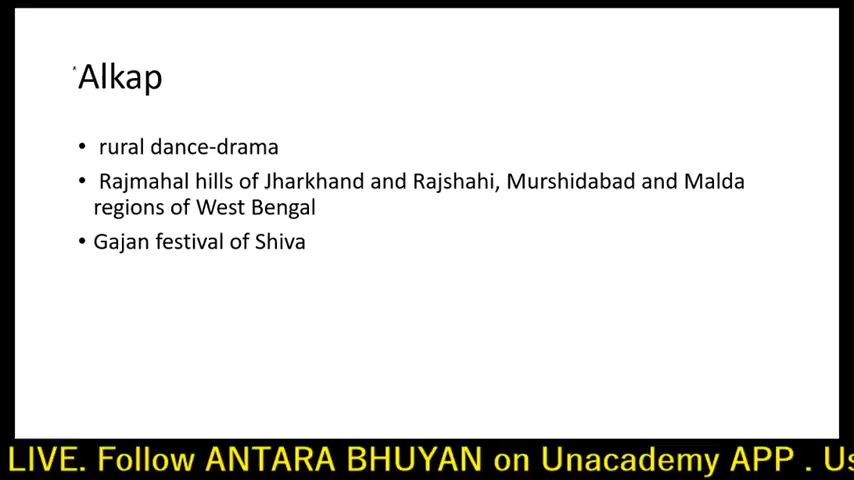 Alkap
• rural dance-drama
• Rajmahal hills of Jharkhand and Rajshahi, Murshidabad and Malda
regions of West Bengal
• Gajan festival of Shiva
LIVE. Follow ANTARA BHUYAN on Unacademy APP . Us